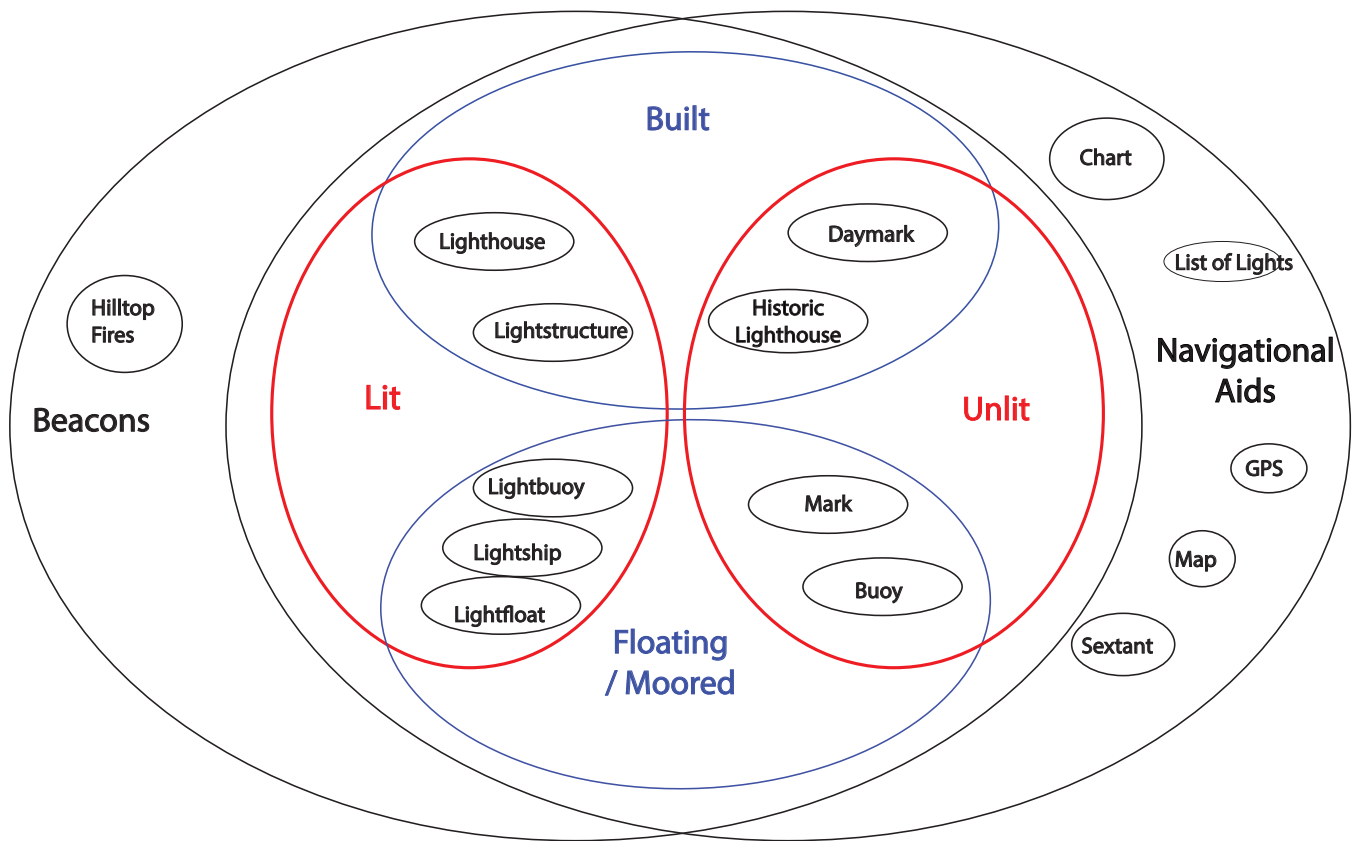 Built
Chart
Lighthouse
Daymark
List of Lights
Hilltop
Fires
Lightstructure
Historic
Lighthouse
Navigational
Aids
Beacons
Lit
Unlit
GPS
Lightbuoy
Mark
Lightship
Map
Buoy
Lightfloat
Floating
/ Moored
Sextant